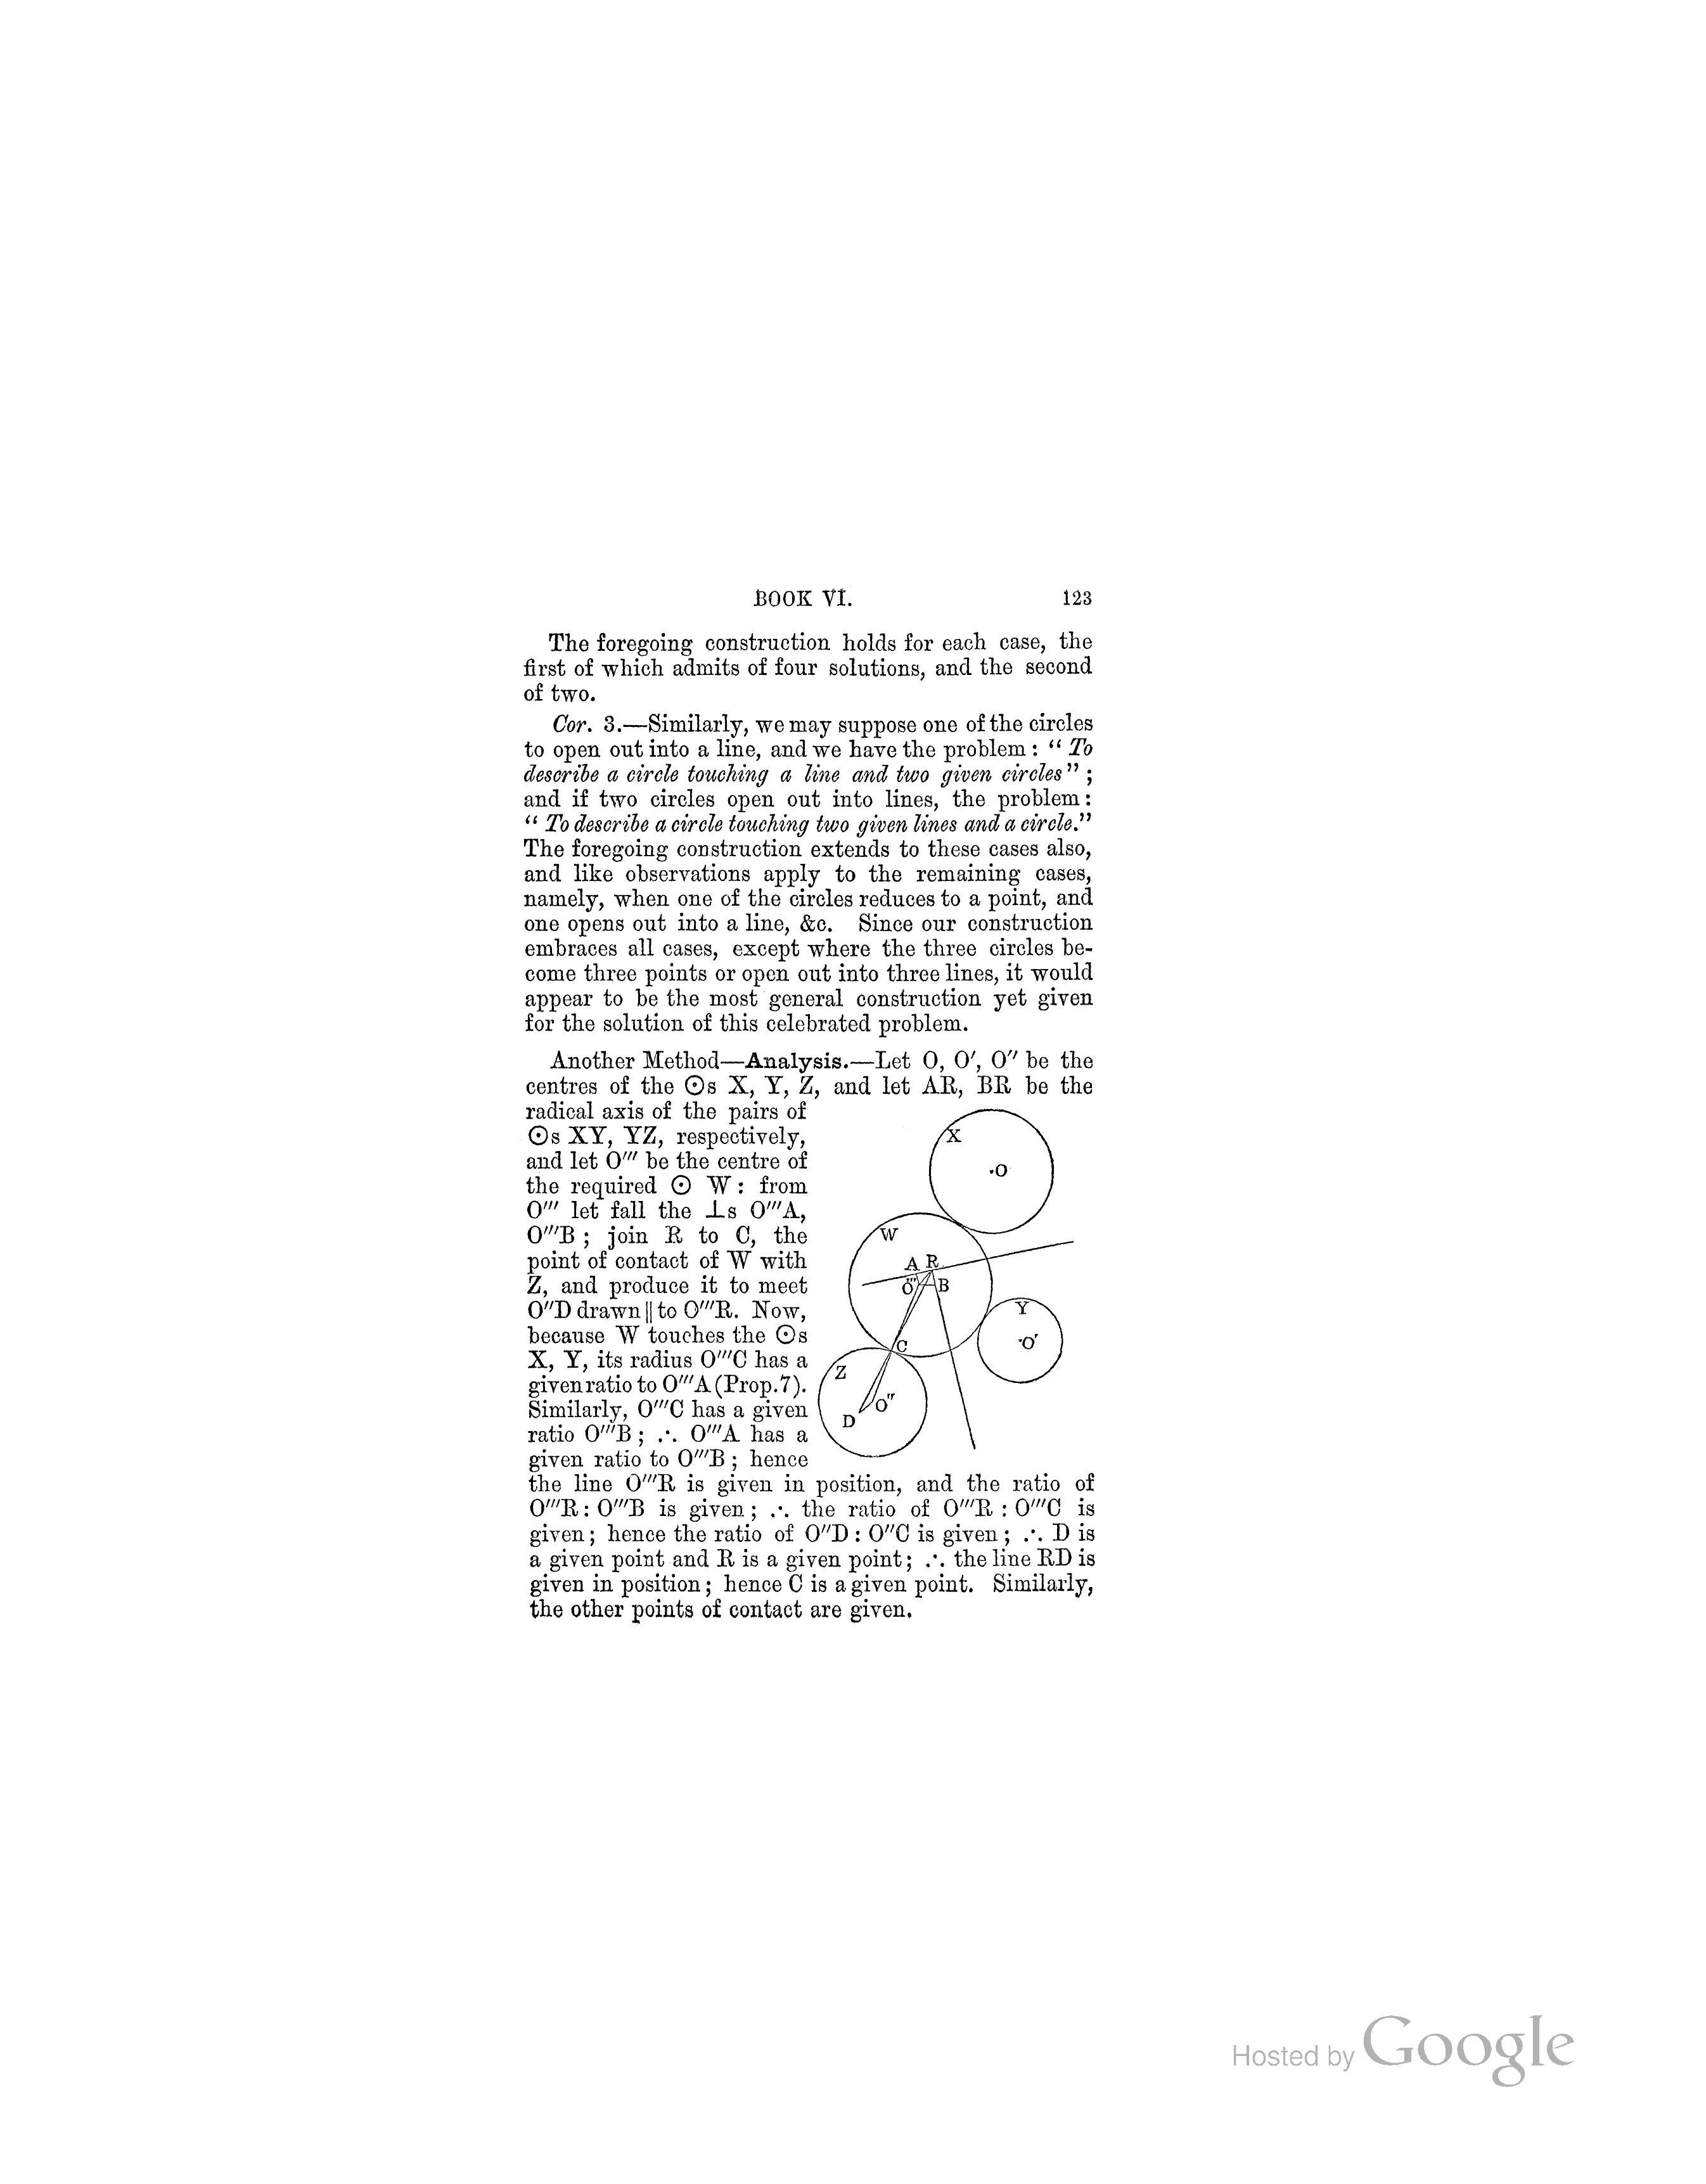 BOOK VI. 123
The foregoing construction holds for each case, the
first of which admits of four solutions, and the second
of two.
Cor. 3.—Similarly, we may suppose one of the circles
to open out into a line, and we have the problem: “To
describe a circle touching a line and two given circles”;
and if two circles open out into lines, the problem:
“To describe a circle touching two given lines and a circle.”
The foregoing construction extends to these cases also,
and like observations apply to the remaining cases,
namely, when one of the circles reduces to a point, and
one opens out into a line, &c. Since our construction
embraces all cases, except where the three circles be-
come three points or open out into three lines, it would
appear to be the most general construction yet given
for the solution of this celebrated problem.
Another Method—Analysis.—Let O, O′, O″ be the
centres of the ⊙s X, Y, Z, and let AR, BR be the
radical axis of the pairs of
⊙s XY, YZ, respectively,
and let O‴ be the centre of
the required ⊙ W: from
O‴ let fall the ⊥s O‴A,
O‴B; join R to C, the
point of contact of W with
Z, and produce it to meet
O″D drawn ∥ to O‴R. Now,
because W touches the ⊙s
X, Y, its radius O‴C has a
given ratio to O‴A (Prop. 7).
Similarly, O‴C has a given
ratio O‴B; ∴ O‴A has a
given ratio to O‴B; hence
the line O‴R is given in position, and the ratio of
O‴R : O‴B is given; ∴ the ratio of O‴R : O‴C is
given; hence the ratio of O″D : O″C is given; ∴ D is
a given point and R is a given point; ∴ the line RD is
given in position; hence C is a given point. Similarly,
the other points of contact are given.
X
O
W
A R
O‴ B
Y
O′
C
Z
O″
D
Hosted by Google